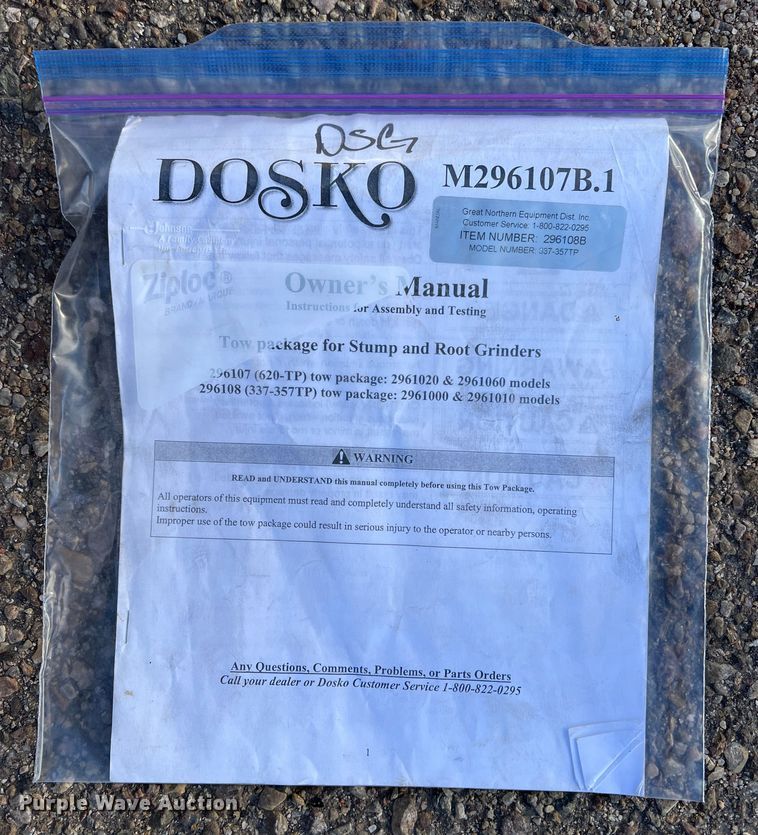 DSG
DOSKO
M296107B.1
Great Northern Equipment Dist. Inc.
Customer Service: 1-800-822-0295
ITEM NUMBER: 296108B
MODEL NUMBER: 337-357TP
SC Johnson
A Family Company
Ziploc®
BRAND
Owner's Manual
Instructions for Assembly and Testing
Tow package for Stump and Root Grinders
296107 (620-TP) tow package: 2961020 & 2961060 models
296108 (337-357TP) tow package: 2961000 & 2961010 models
WARNING
READ and UNDERSTAND this manual completely before using this Tow Package.
All operators of this equipment must read and completely understand all safety information, operating
instructions.
Improper use of the tow package could result in serious injury to the operator or nearby persons.
Any Questions, Comments, Problems, or Parts Orders
Call your dealer or Dosko Customer Service 1-800-822-0295
1
Purple Wave Auction